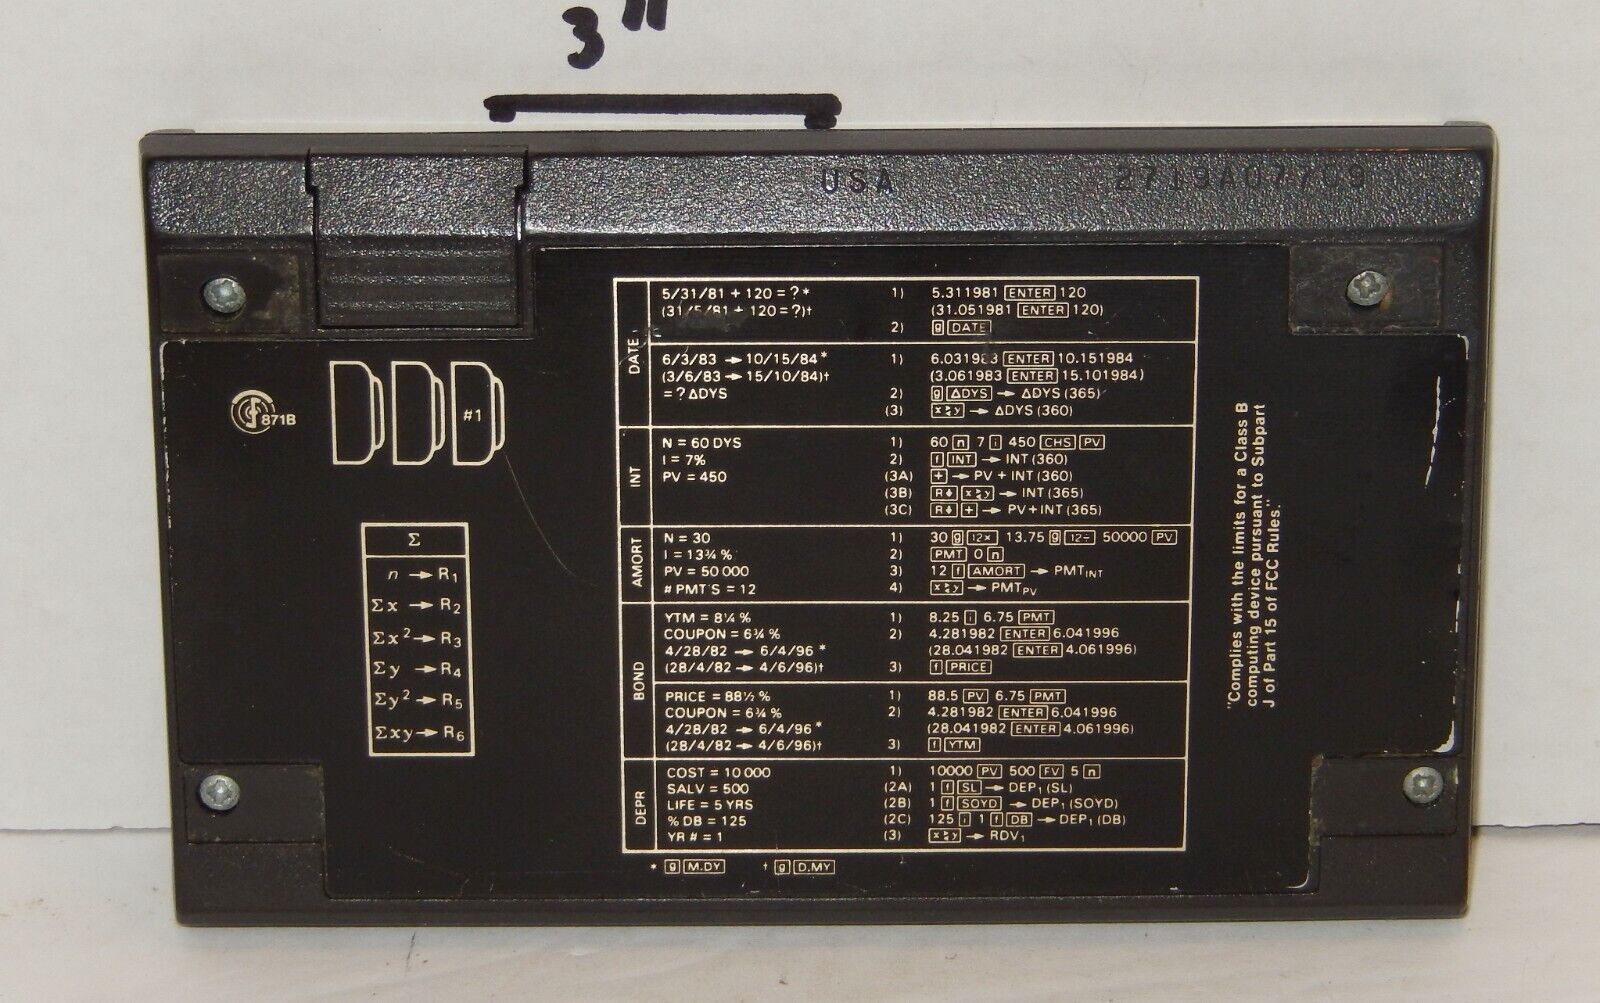 3"
USA
2719A07709
5/31/81 + 120 = ? * 1) 5.311981 ENTER 120
(31/5/81 + 120 = ?)† (31.051981 ENTER 120)
2) g DATE
DATE
6/3/83 → 10/15/84 * 1) 6.031983 ENTER 10.151984
(3/6/83 → 15/10/84)† (3.061983 ENTER 15.101984)
= ? ΔDYS 2) g ΔDYS → ΔDYS (365)
(3) x≷y → ΔDYS (360)
871B
#1
INT
N = 60 DYS 1) 60 n 7 i 450 CHS PV
I = 7% 2) f INT → INT (360)
PV = 450 (3A) + → PV + INT (360)
(3B) R↓ x≷y → INT (365)
(3C) R↓ + → PV + INT (365)
AMORT
N = 30 1) 30 g 12× 13.75 g 12÷ 50000 PV
I = 13¾ % 2) PMT 0 n
PV = 50 000 3) 12 f AMORT → PMT INT
# PMT'S = 12 4) x≷y → PMT PV
BOND
YTM = 8¼ % 1) 8.25 i 6.75 PMT
COUPON = 6¾ % 2) 4.281982 ENTER 6.041996
4/28/82 → 6/4/96 * (28.041982 ENTER 4.061996)
(28/4/82 → 4/6/96)† 3) f PRICE
PRICE = 88½ % 1) 88.5 PV 6.75 PMT
COUPON = 6¾ % 2) 4.281982 ENTER 6.041996
4/28/82 → 6/4/96 * (28.041982 ENTER 4.061996)
(28/4/82 → 4/6/96)† 3) f YTM
DEPR
COST = 10 000 1) 10000 PV 500 FV 5 n
SALV = 500 (2A) 1 f SL → DEP₁ (SL)
LIFE = 5 YRS (2B) 1 f SOYD → DEP₁ (SOYD)
% DB = 125 (2C) 125 i 1 f DB → DEP₁ (DB)
YR # = 1 (3) x≷y → RDV₁
* g M.DY † g D.MY
Σ
n → R₁
Σx → R₂
Σx² → R₃
Σy → R₄
Σy² → R₅
Σxy → R₆
"Complies with the limits for a Class B
computing device pursuant to Subpart
J of Part 15 of FCC Rules."